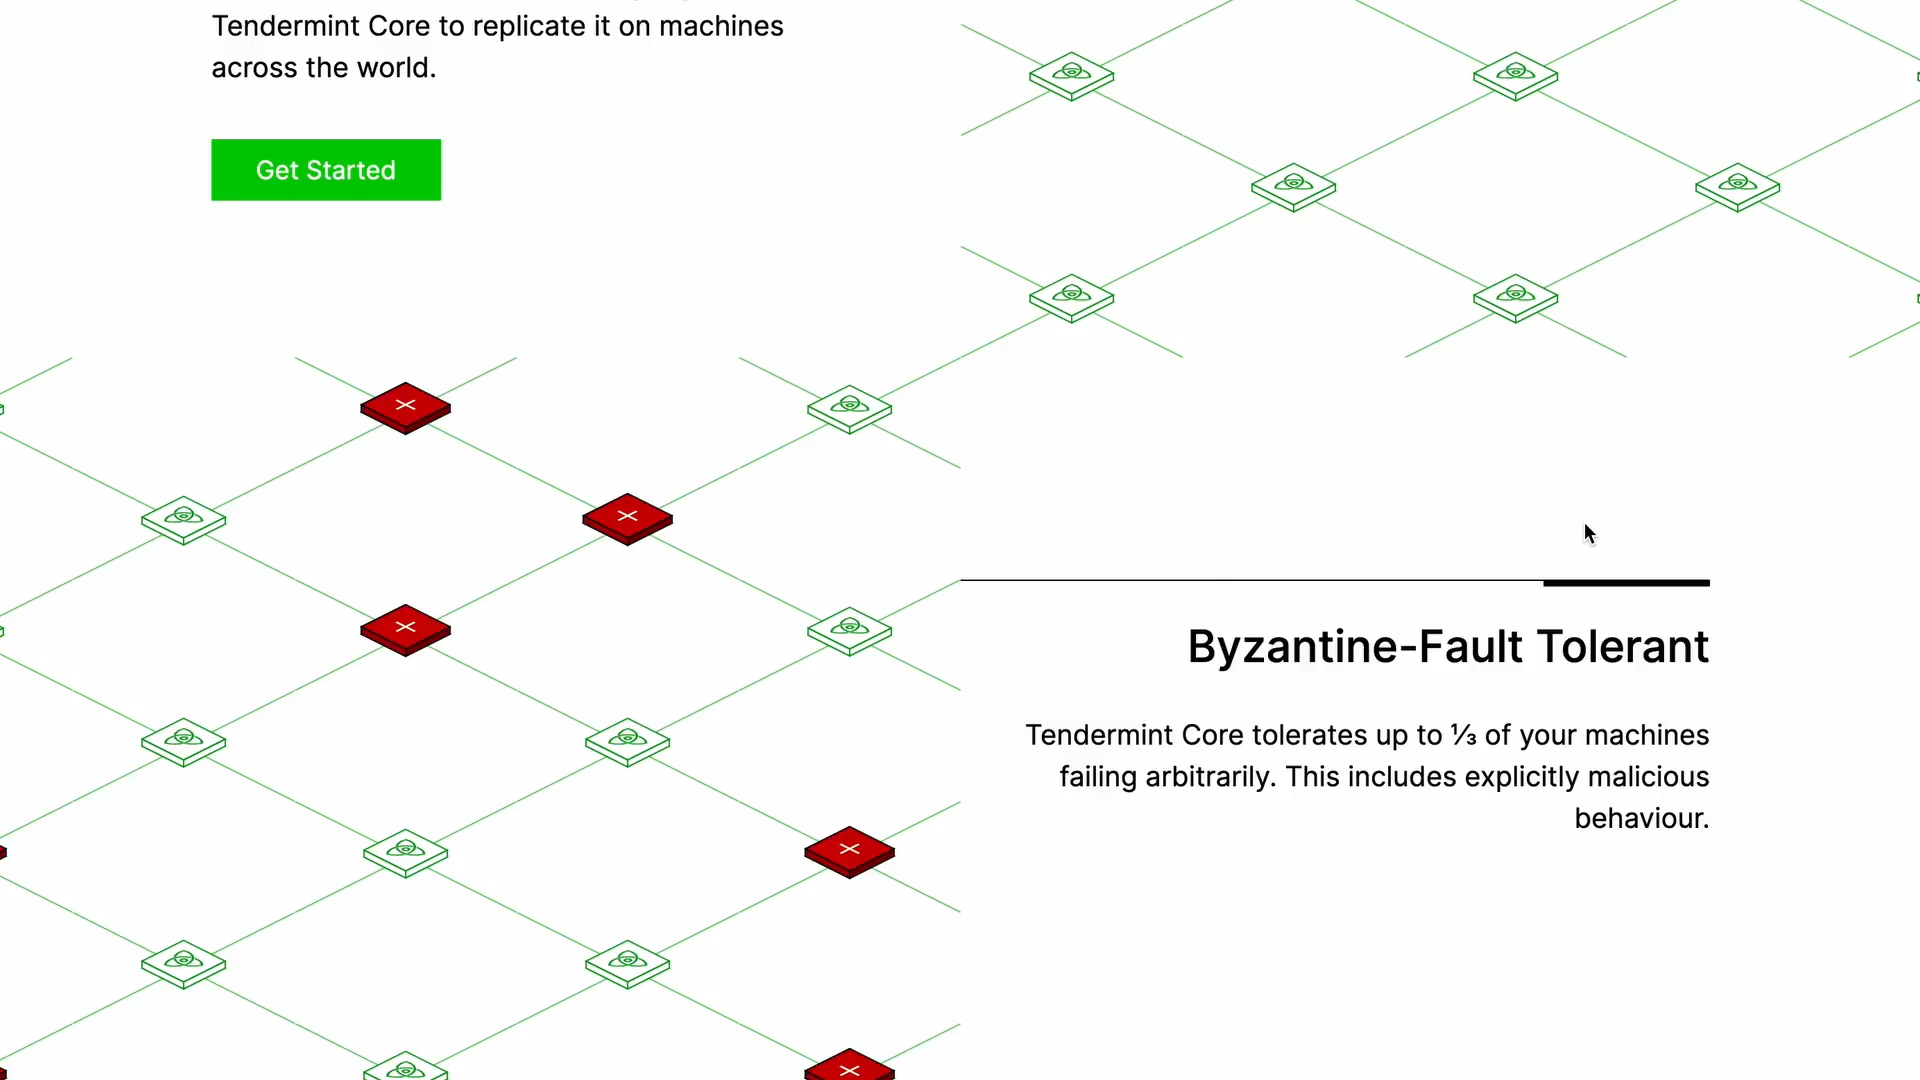 Tendermint Core to replicate it on machines
across the world.
Get Started
Byzantine-Fault Tolerant
Tendermint Core tolerates up to ⅓ of your machines
failing arbitrarily. This includes explicitly malicious
behaviour.